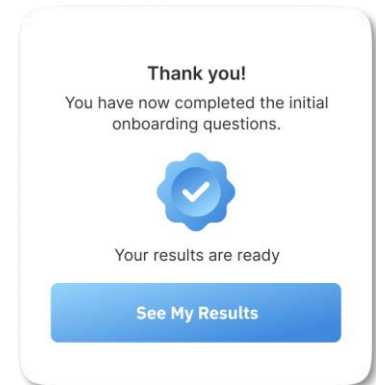 Thank you!
You have now completed the initial
onboarding questions.
Your results are ready
See My Results